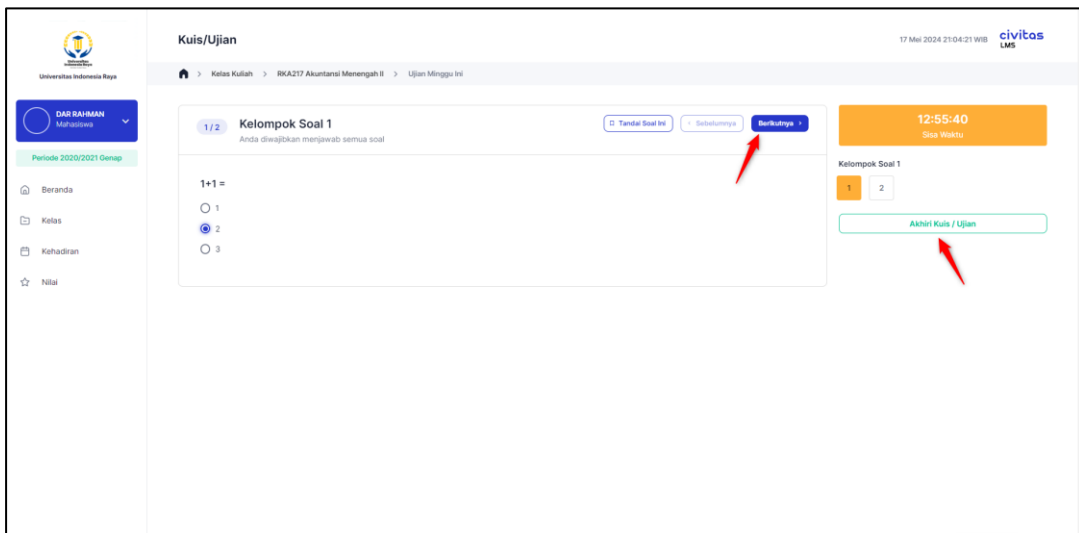 Universitas
Indonesia Raya
Universitas Indonesia Raya
DAR RAHMAN
Mahasiswa
Periode 2020/2021 Genap
Beranda
Kelas
Kehadiran
Nilai
Kuis/Ujian
17 Mei 2024 21:04:21 WIB
civitas
LMS
> Kelas Kuliah > RKA217 Akuntansi Menengah II > Ujian Minggu Ini
1/2
Kelompok Soal 1
Anda diwajibkan menjawab semua soal
Tandai Soal Ini
Sebelumnya
Berikutnya >
1+1 =
1
2
3
12:55:40
Sisa Waktu
Kelompok Soal 1
1 2
Akhiri Kuis / Ujian